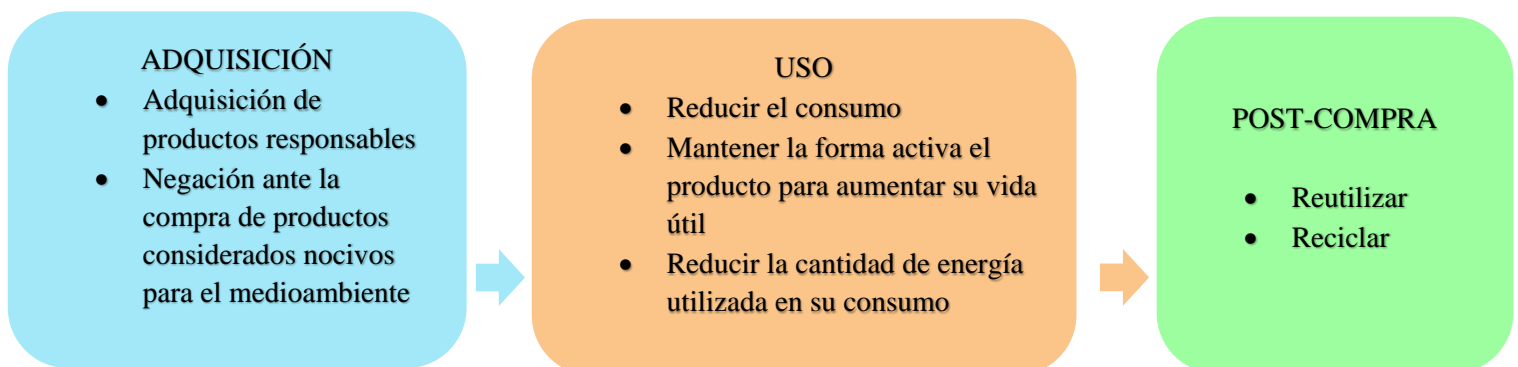 ADQUISICIÓN
• Adquisición de
productos responsables
• Negación ante la
compra de productos
considerados nocivos
para el medioambiente
USO
• Reducir el consumo
• Mantener la forma activa el
producto para aumentar su vida
útil
• Reducir la cantidad de energía
utilizada en su consumo
POST-COMPRA
• Reutilizar
• Reciclar